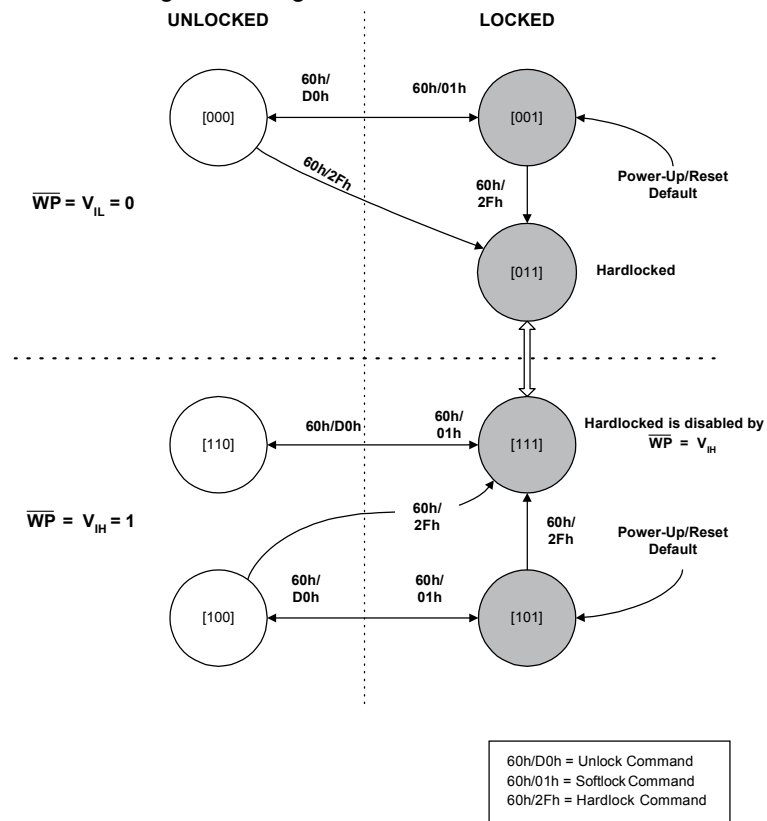 UNLOCKED
LOCKED
60h/
D0h
60h/01h
[000]
[001]
60h/2Fh
60h/
2Fh
Power-Up/Reset
Default
WP = VIL = 0
[011]
Hardlocked
60h/D0h
60h/
01h
[110]
[111]
Hardlocked is disabled by
WP = VIH
60h/
2Fh
60h/
2Fh
WP = VIH = 1
Power-Up/Reset
Default
60h/
D0h
60h/
01h
[100]
[101]
60h/D0h = Unlock Command
60h/01h = Softlock Command
60h/2Fh = Hardlock Command